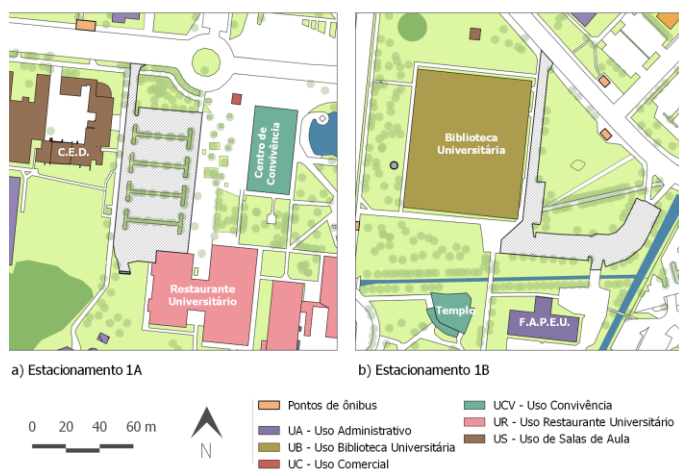 C.E.D.
Centro de
Convivência
Restaurante
Universitário
Biblioteca
Universitária
Templo
F.A.P.E.U.
a) Estacionamento 1A
b) Estacionamento 1B
0 20 40 60 m
N
Pontos de ônibus
UA - Uso Administrativo
UB - Uso Biblioteca Universitária
UC - Uso Comercial
UCV - Uso Convivência
UR - Uso Restaurante Universitário
US - Uso de Salas de Aula